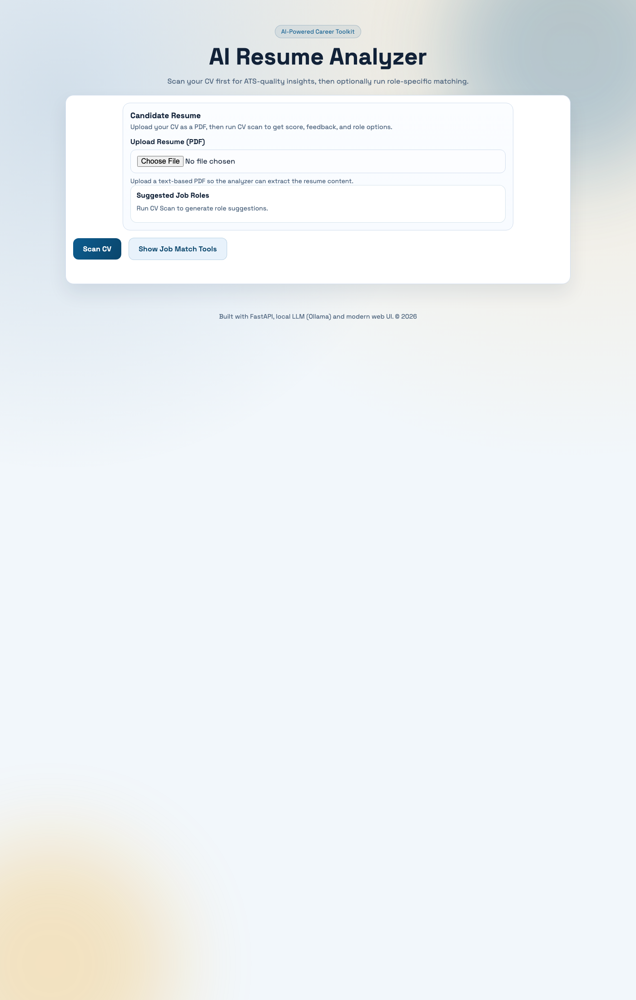 AI-Powered Career Toolkit
AI Resume Analyzer
Scan your CV first for ATS-quality insights, then optionally run role-specific matching.
Candidate Resume
Upload your CV as a PDF, then run CV scan to get score, feedback, and role options.
Upload Resume (PDF)
Choose File No file chosen
Upload a text-based PDF so the analyzer can extract the resume content.
Suggested Job Roles
Run CV Scan to generate role suggestions.
Scan CV Show Job Match Tools
Built with FastAPI, local LLM (Ollama) and modern web UI. © 2026